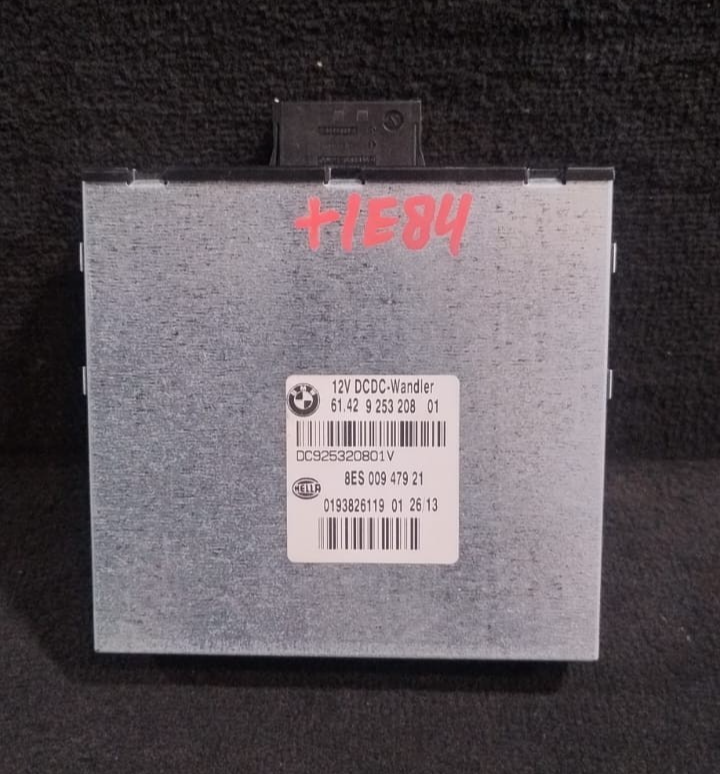 +1E84
BMW
12V DCDC-Wandler
61.42 9 253 208 01
DC925320801V
8ES 009 479 21
HELLA
0193826119 01 26/13